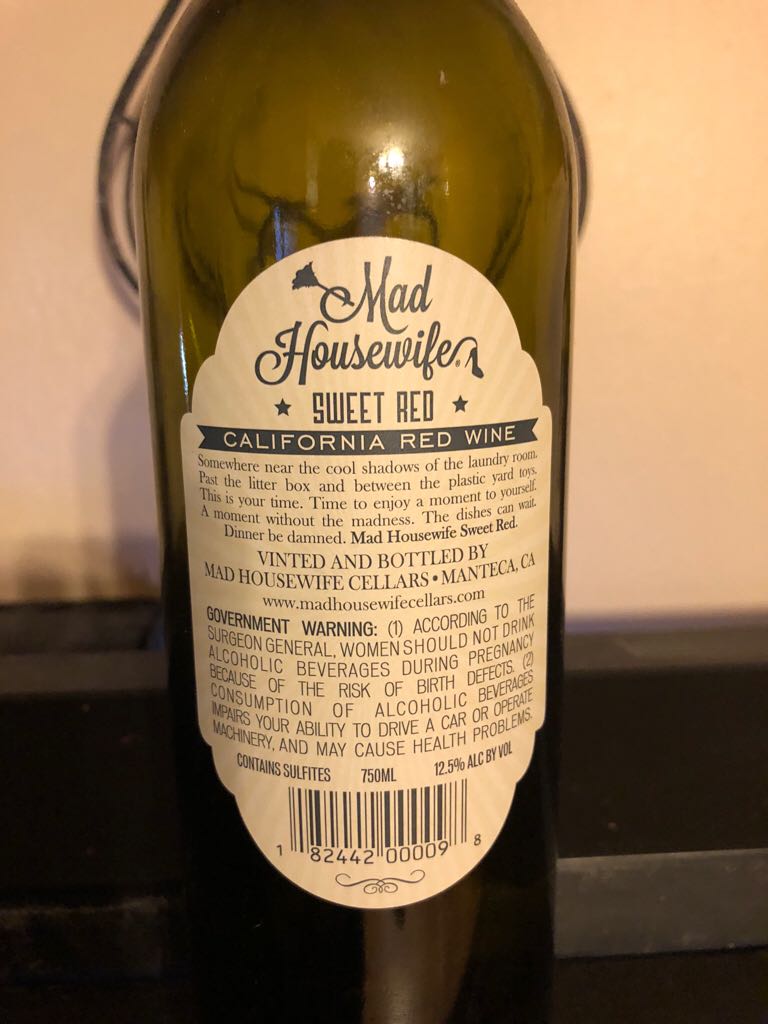 Mad
Housewife®
SWEET RED
CALIFORNIA RED WINE
Somewhere near the cool shadows of the laundry room.
Past the litter box and between the plastic yard toys.
This is your time. Time to enjoy a moment to yourself.
A moment without the madness. The dishes can wait.
Dinner be damned. Mad Housewife Sweet Red.
VINTED AND BOTTLED BY
MAD HOUSEWIFE CELLARS • MANTECA, CA
www.madhousewifecellars.com
GOVERNMENT WARNING: (1) ACCORDING TO THE
SURGEON GENERAL, WOMEN SHOULD NOT DRINK
ALCOHOLIC BEVERAGES DURING PREGNANCY
BECAUSE OF THE RISK OF BIRTH DEFECTS. (2)
CONSUMPTION OF ALCOHOLIC BEVERAGES
IMPAIRS YOUR ABILITY TO DRIVE A CAR OR OPERATE
MACHINERY, AND MAY CAUSE HEALTH PROBLEMS.
CONTAINS SULFITES 750ML 12.5% ALC BY VOL
1 82442 00009 8